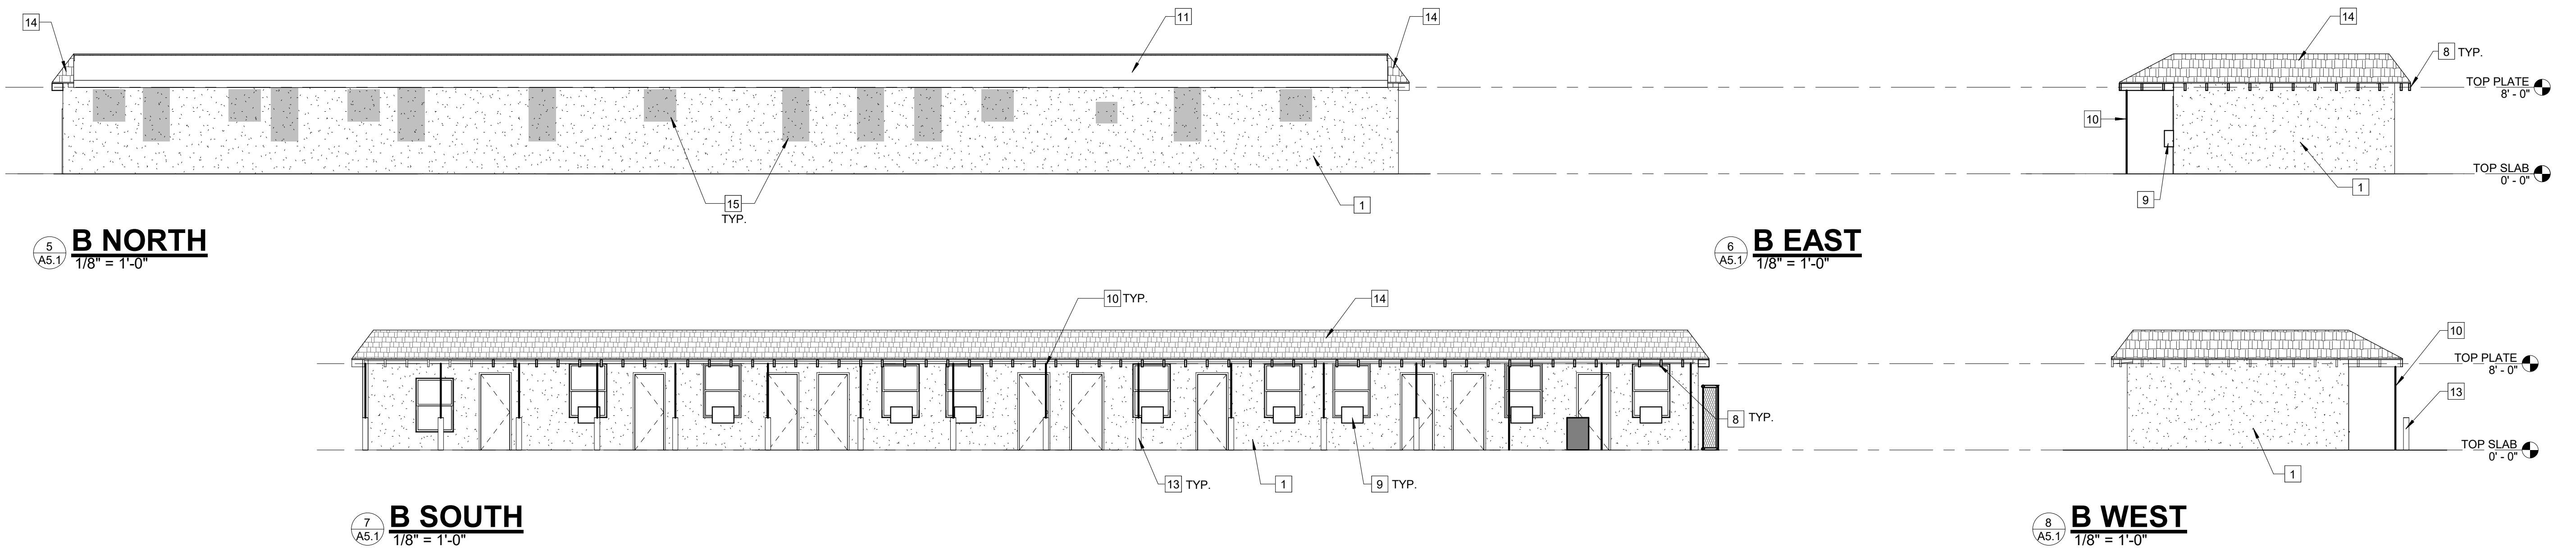 14
11
14
14
8 TYP.
TOP PLATE
8' - 0"
10
TOP SLAB
0' - 0"
9
1
15
TYP.
1
5
A5.1
B NORTH
1/8" = 1'-0"
6
A5.1
B EAST
1/8" = 1'-0"
10 TYP.
14
10
TOP PLATE
8' - 0"
13
8 TYP.
TOP SLAB
0' - 0"
13 TYP.
1
9 TYP.
1
7
A5.1
B SOUTH
1/8" = 1'-0"
8
A5.1
B WEST
1/8" = 1'-0"